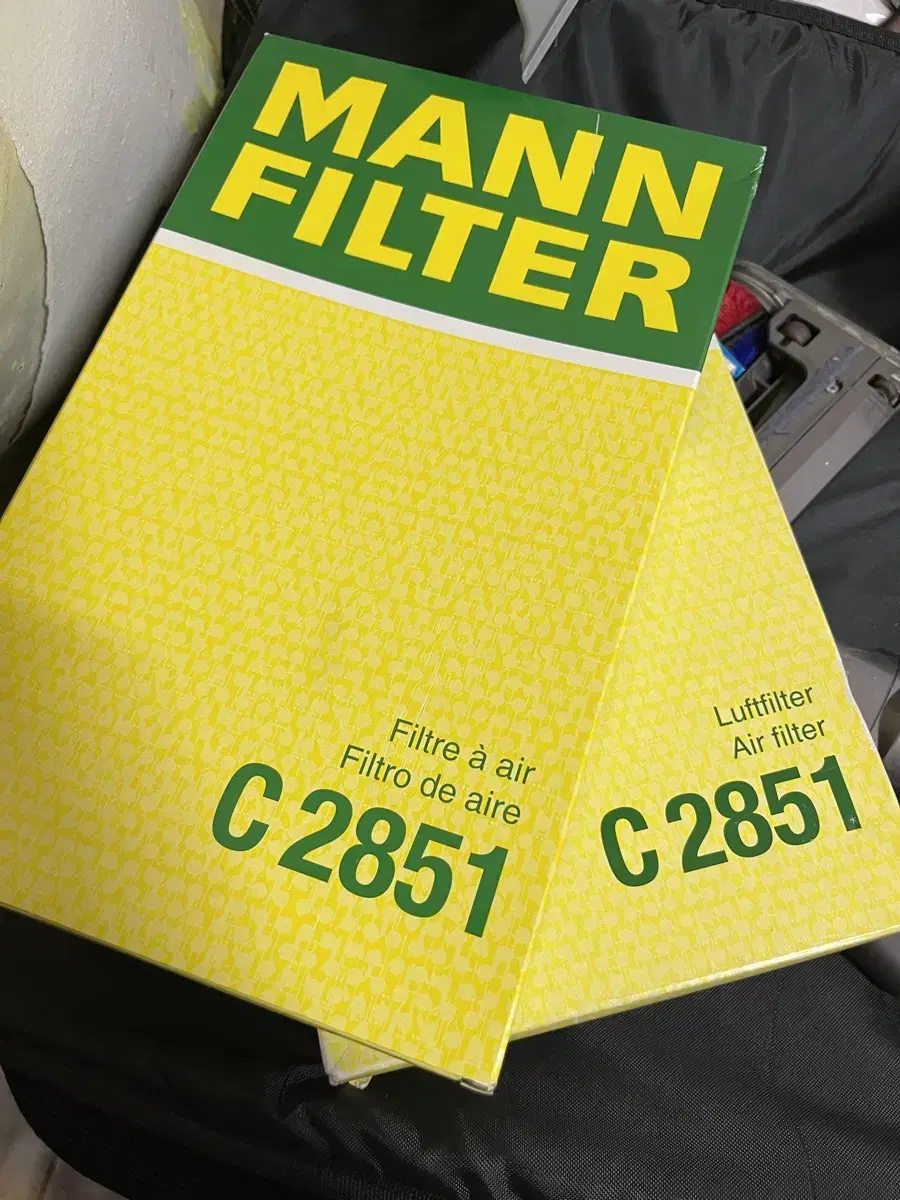 MANN
FILTER
Filtre à air
Filtro de aire
C 2851
Luftfilter
Air filter
C 2851